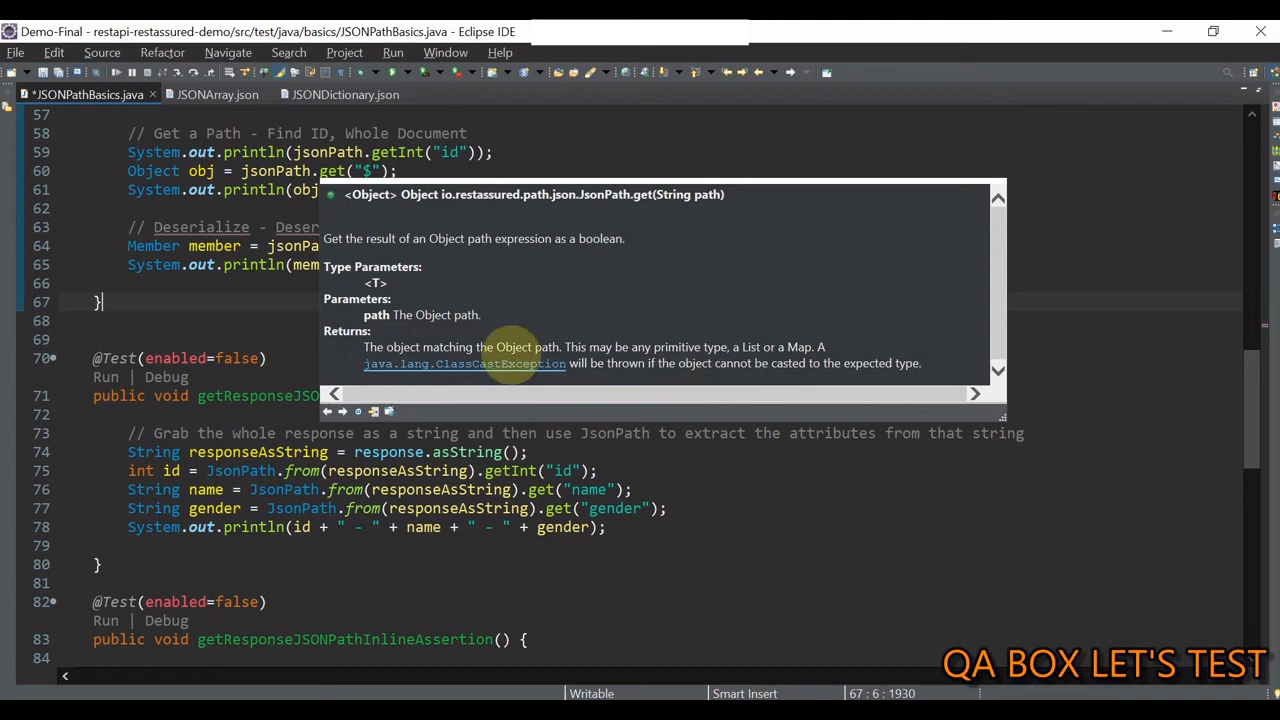 Demo-Final - restapi-restassured-demo/src/test/java/basics/JSONPathBasics.java - Eclipse IDE
File Edit Source Refactor Navigate Search Project Run Window Help
*JSONPathBasics.java JSONArray.json JSONDictionary.json
57
58 // Get a Path - Find ID, Whole Document
59 System.out.println(jsonPath.getInt("id"));
60 Object obj = jsonPath.get("$");
61 System.out.println(obj
62
63 // Deserialize - Deser
64 Member member = jsonPa
65 System.out.println(mem
66
67 }
68
69
70 @Test(enabled=false)
Run | Debug
71 public void getResponseJSO
72
73 // Grab the whole response as a string and then use JsonPath to extract the attributes from that string
74 String responseAsString = response.asString();
75 int id = JsonPath.from(responseAsString).getInt("id");
76 String name = JsonPath.from(responseAsString).get("name");
77 String gender = JsonPath.from(responseAsString).get("gender");
78 System.out.println(id + " - " + name + " - " + gender);
79
80 }
81
82 @Test(enabled=false)
Run | Debug
83 public void getResponseJSONPathInlineAssertion() {
84
<Object> Object io.restassured.path.json.JsonPath.get(String path)
Get the result of an Object path expression as a boolean.
Type Parameters:
<T>
Parameters:
path The Object path.
Returns:
The object matching the Object path. This may be any primitive type, a List or a Map. A
java.lang.ClassCastException will be thrown if the object cannot be casted to the expected type.
QA BOX LET'S TEST
Writable Smart Insert 67 : 6 : 1930